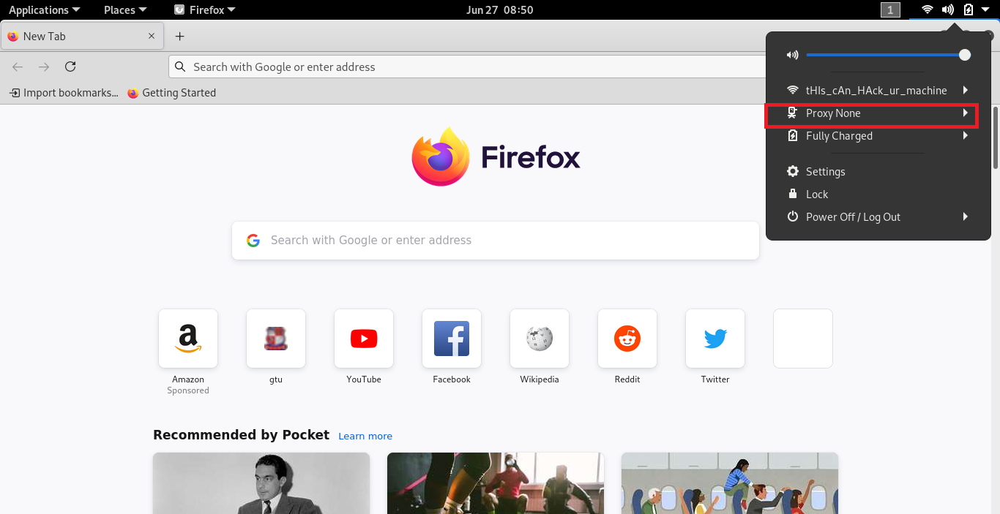 Applications Places Firefox Jun 27 08:50 1
New Tab
Search with Google or enter address
Import bookmarks... Getting Started
tHIs_cAn_HAck_ur_machine
Proxy None
Fully Charged
Settings
Lock
Power Off / Log Out
Firefox
Search with Google or enter address
Amazon gtu YouTube Facebook Wikipedia Reddit Twitter
Sponsored
Recommended by Pocket Learn more